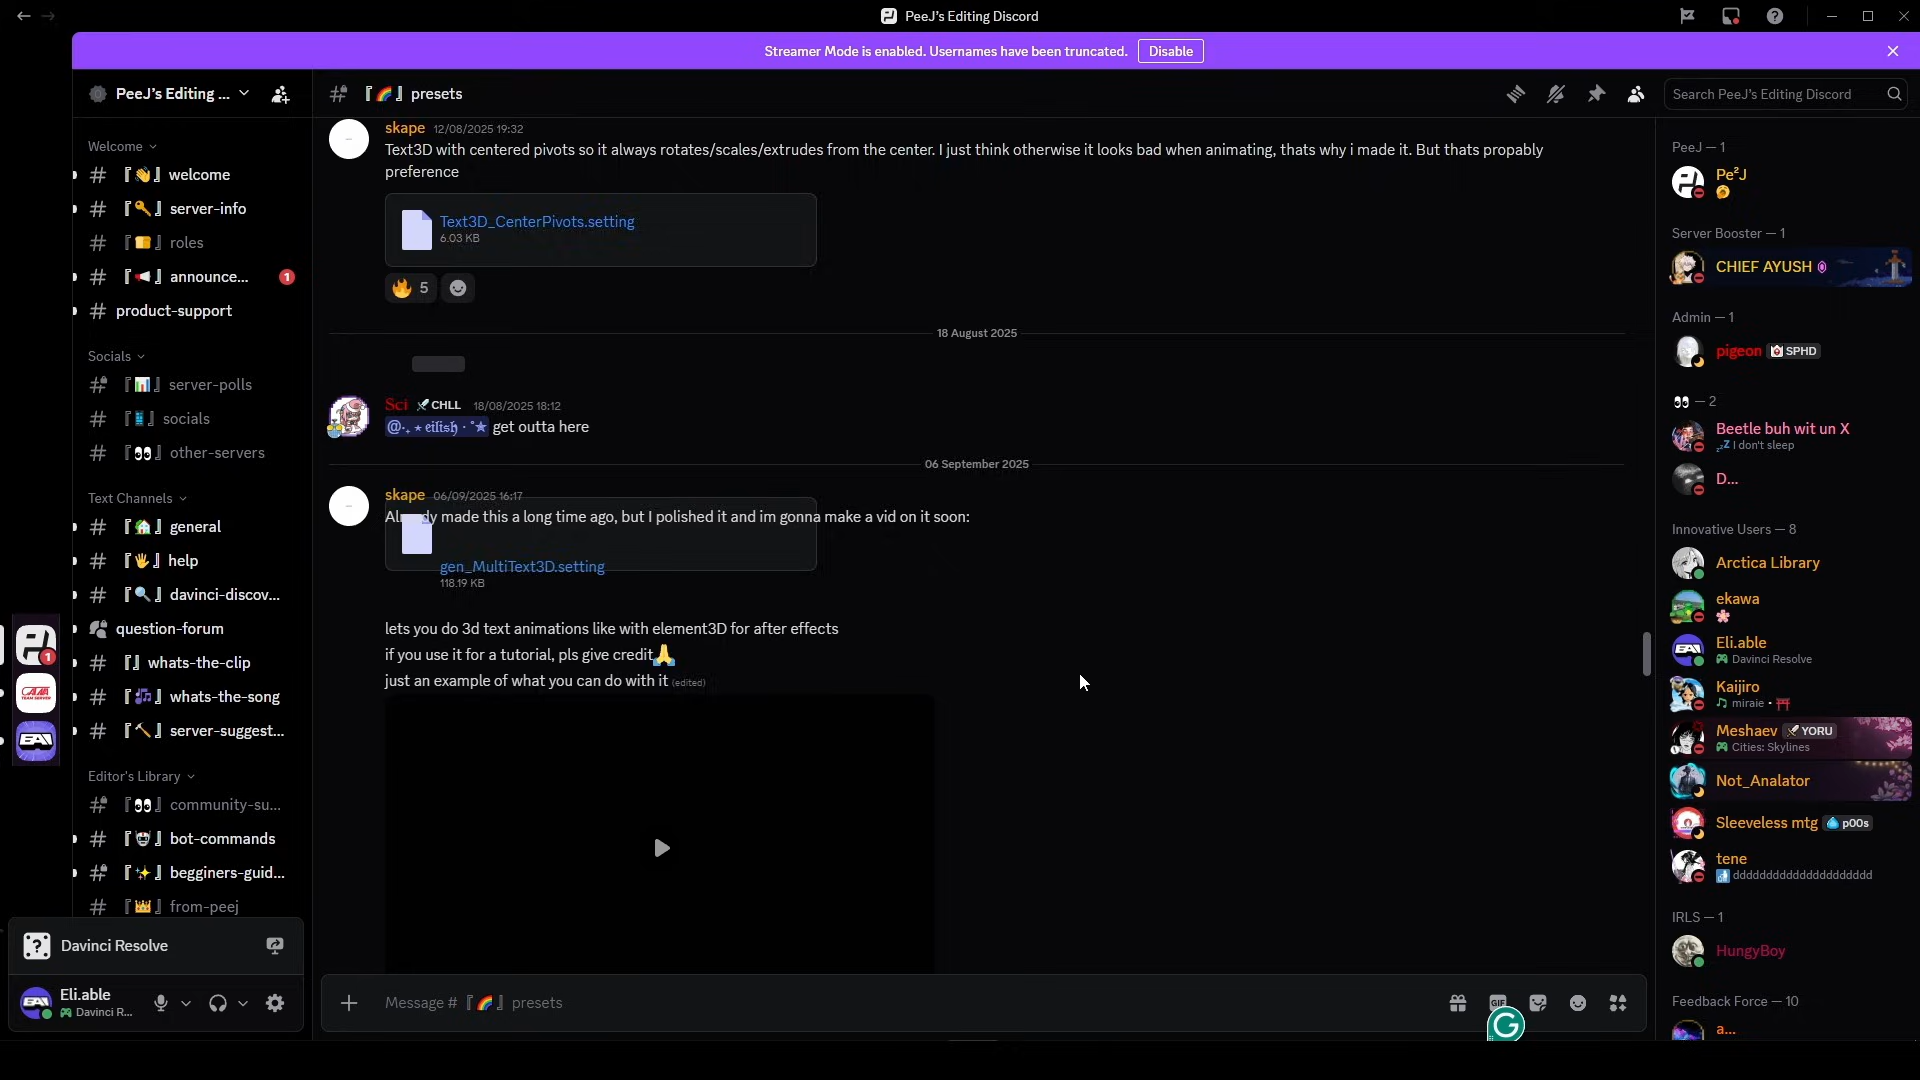 PeeJ's Editing Discord
Streamer Mode is enabled. Usernames have been truncated. Disable
PeeJ's Editing ...
Welcome
『👋』welcome
『🔑』server-info
『🍞』roles
『📢』announce... 1
product-support
Socials
『📊』server-polls
『📱』socials
『👀』other-servers
Text Channels
『🏡』general
『🖐』help
『🔍』davinci-discov...
question-forum
『』whats-the-clip
『🎶』whats-the-song
『🔨』server-suggest...
Editor's Library
『👀』community-su...
『🤖』bot-commands
『✨』begginers-guid...
『👑』from-peej
1
Davinci Resolve
Eli.able
Davinci R...
『🌈』presets
Search PeeJ's Editing Discord
skape 12/08/2025 19:32
Text3D with centered pivots so it always rotates/scales/extrudes from the center. I just think otherwise it looks bad when animating, thats why i made it. But thats propably
preference
Text3D_CenterPivots.setting
6.03 KB
🔥 5
18 August 2025
Sci CHLL 18/08/2025 18:12
@‧₊ ⋆ 𝔢𝔦𝔩𝔦𝔰𝔥 ‧ ˚★ get outta here
06 September 2025
skape 06/09/2025 16:17
Already made this a long time ago, but I polished it and im gonna make a vid on it soon:
gen_MultiText3D.setting
118.19 KB
lets you do 3d text animations like with element3D for after effects
if you use it for a tutorial, pls give credit🙏
just an example of what you can do with it (edited)
Message #『🌈』presets
GIF
G
PeeJ — 1
Pe²J
Server Booster — 1
CHIEF AYUSH
Admin — 1
pigeon SPHD
👀 — 2
Beetle buh wit un X
💤 I don't sleep
D...
Innovative Users — 8
Arctica Library
ekawa
🌸
Eli.able
Davinci Resolve
Kaijiro
♫ miraie • ⛩
Meshaev YORU
Cities: Skylines
Not_Analator
Sleeveless mtg p00s
tene
🚮 ddddddddddddddddddddd
IRLS — 1
HungyBoy
Feedback Force — 10
a...